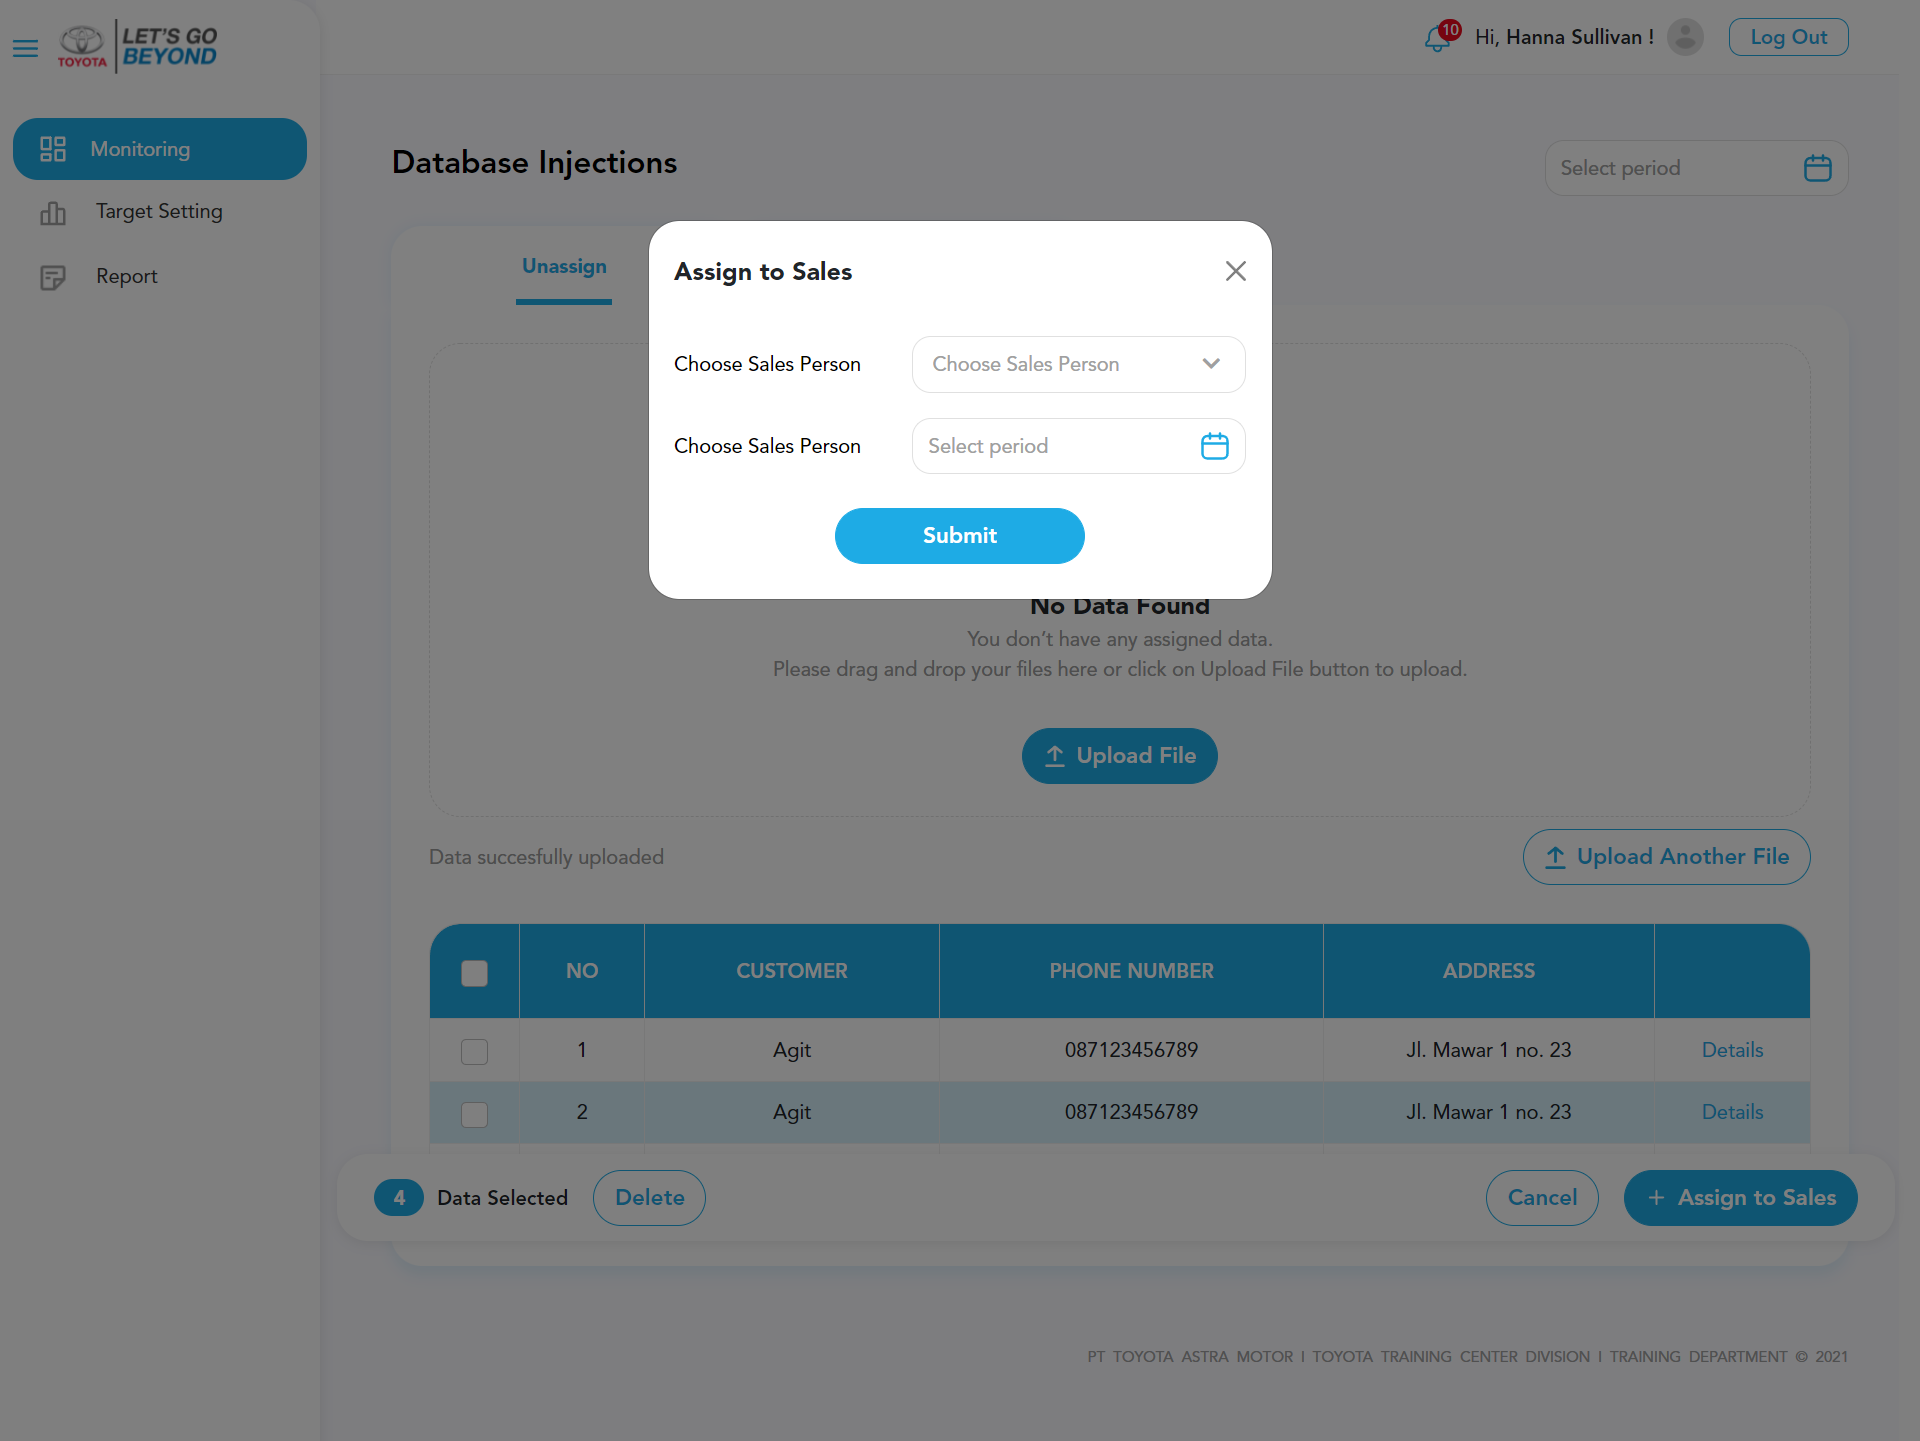 TOYOTA
LET'S GO
BEYOND
10
Hi, Hanna Sullivan !
Log Out
Monitoring
Target Setting
Report
Database Injections
Select period
Unassign
Assign to Sales
Choose Sales Person
Choose Sales Person
Choose Sales Person
Select period
Submit
No Data Found
You don’t have any assigned data.
Please drag and drop your files here or click on Upload File button to upload.
Upload File
Data succesfully uploaded
Upload Another File
NO CUSTOMER PHONE NUMBER ADDRESS
1 Agit 087123456789 Jl. Mawar 1 no. 23 Details
2 Agit 087123456789 Jl. Mawar 1 no. 23 Details
4 Data Selected Delete Cancel + Assign to Sales
PT TOYOTA ASTRA MOTOR I TOYOTA TRAINING CENTER DIVISION I TRAINING DEPARTMENT © 2021